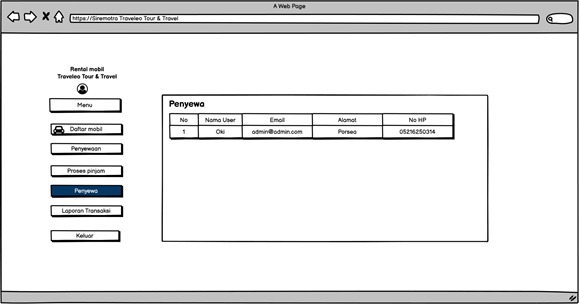 A Web Page
https://Siremotra Traveleo Tour & Travel
Rental mobil
Traveleo Tour & Travel
Menu
Daftar mobil
Penyewaan
Proses pinjam
Penyewa
Laporan Transaksi
Keluar
Penyewa
No Nama User Email Alamat No HP
1 Oki admin@admin.com Porsea 05216250314